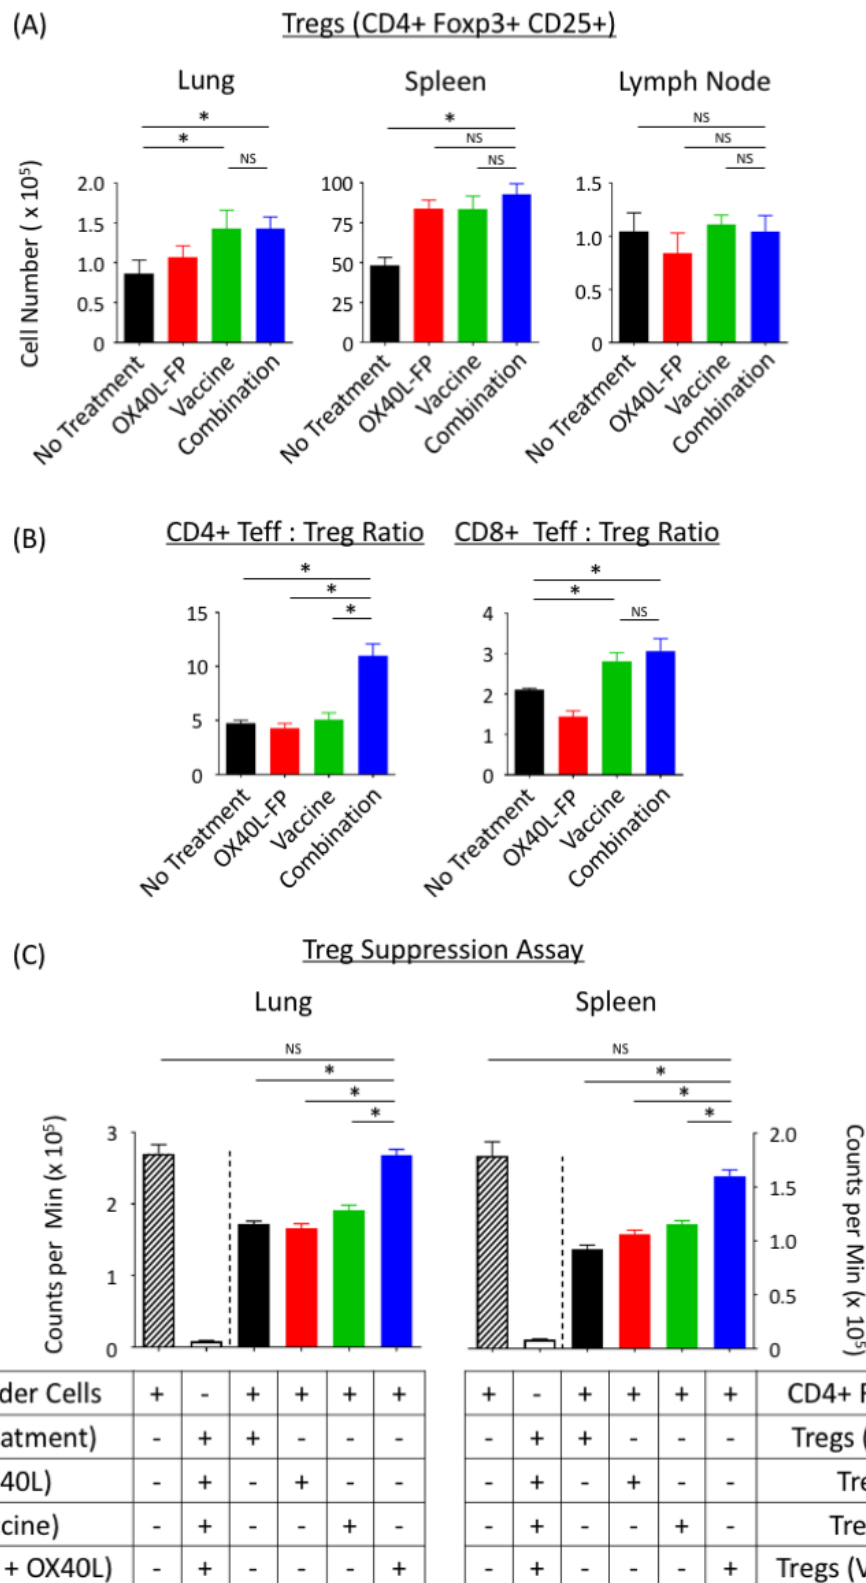 (A) Tregs (CD4+ Foxp3+ CD25+)
Lung Spleen Lymph Node
* * NS
* NS NS
NS NS NS
Cell Number ( x 10⁵)
2.0 1.5 1.0 0.5 0
100 75 50 25 0
1.5 1.0 0.5 0
No Treatment OX40L-FP Vaccine Combination
No Treatment OX40L-FP Vaccine Combination
No Treatment OX40L-FP Vaccine Combination
(B) CD4+ Teff : Treg Ratio CD8+ Teff : Treg Ratio
* *
* *
* NS
15 10 5 0
4 3 2 1 0
No Treatment OX40L-FP Vaccine Combination
No Treatment OX40L-FP Vaccine Combination
(C) Treg Suppression Assay
Lung Spleen
NS NS
* *
* *
* *
Counts per Min (x 10⁵)
3 2 1 0
2.0 1.5 1.0 0.5 0
Counts per Min (x 10⁵)
der Cells + - + + + + + - + + + + CD4+ F
atment) - + + - - - - + + - - - Tregs (
40L) - + - + - - - + - + - - Tre
cine) - + - - + - - + - - + - Tre
+ OX40L) - + - - - + - + - - - + Tregs (V